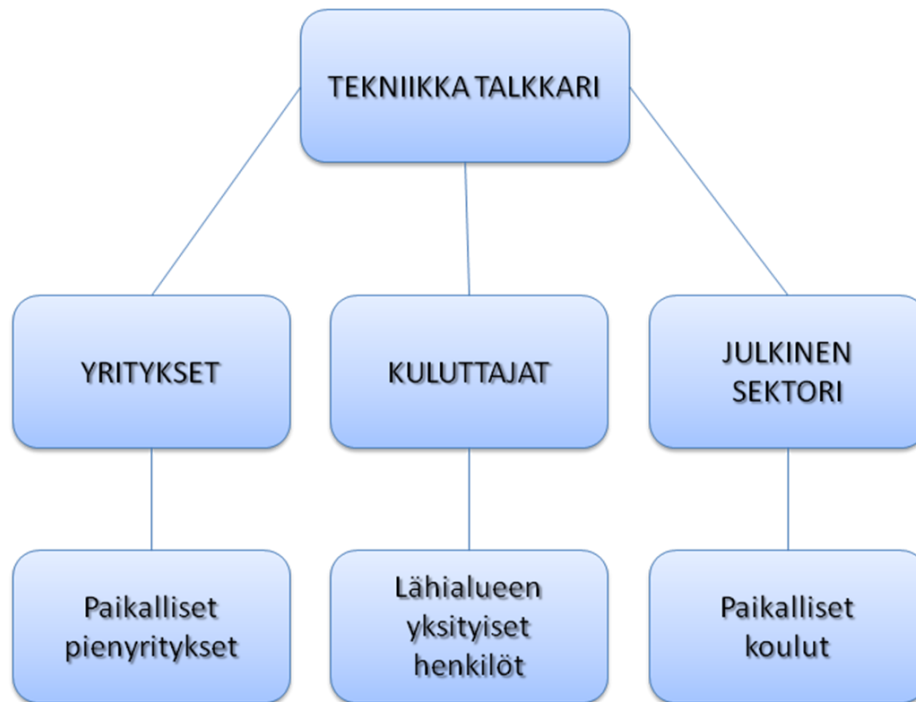 TEKNIIKKA TALKKARI
YRITYKSET
KULUTTAJAT
JULKINEN
SEKTORI
Paikalliset
pienyritykset
Lähialueen
yksityiset
henkilöt
Paikalliset
koulut